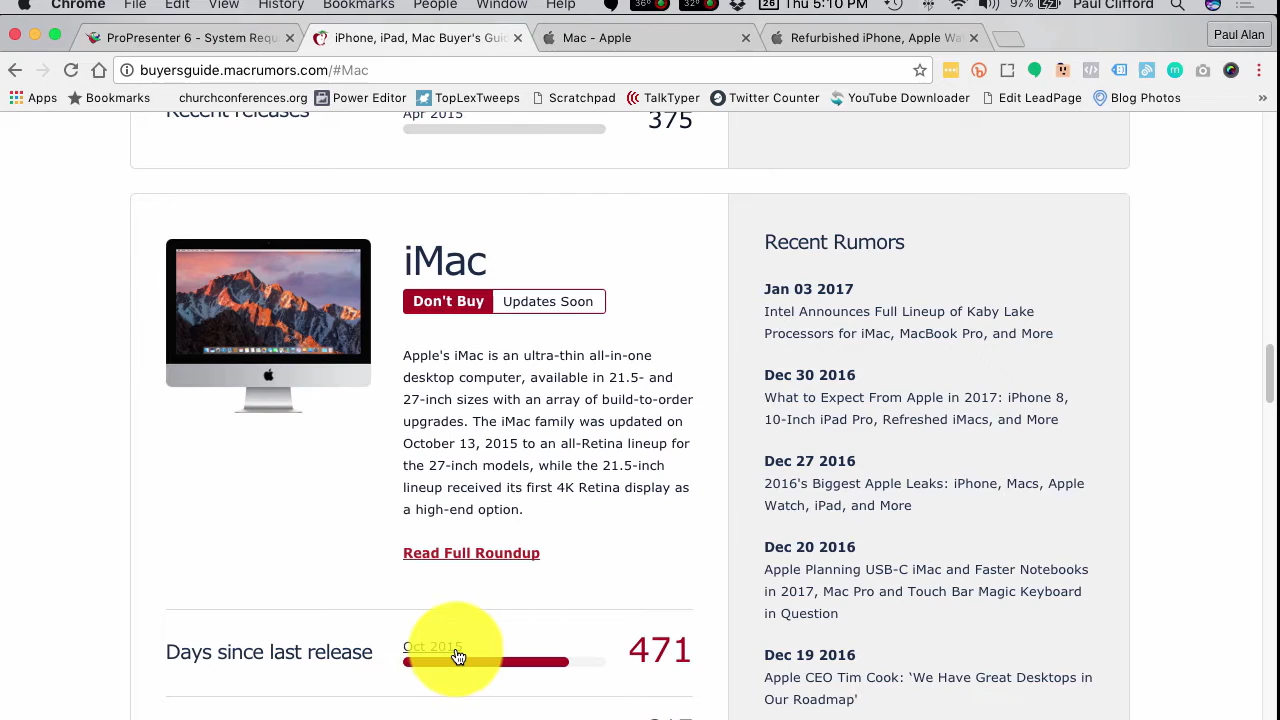 Chrome File Edit View History Bookmarks People Window Help 36° 32° 26 Thu 5:10 PM 97% Paul Clifford
ProPresenter 6 - System Requ
iPhone, iPad, Mac Buyer's Guid
Mac - Apple
Refurbished iPhone, Apple Wat
Paul Alan
buyersguide.macrumors.com/#Mac
Apps Bookmarks churchconferences.org Power Editor TopLexTweeps Scratchpad TalkTyper Twitter Counter YouTube Downloader Edit LeadPage Blog Photos »
Recent releases
Apr 2015
375
iMac
Don't Buy Updates Soon
Apple's iMac is an ultra-thin all-in-one
desktop computer, available in 21.5- and
27-inch sizes with an array of build-to-order
upgrades. The iMac family was updated on
October 13, 2015 to an all-Retina lineup for
the 27-inch models, while the 21.5-inch
lineup received its first 4K Retina display as
a high-end option.
Read Full Roundup
Days since last release
Oct 2015
471
Recent Rumors
Jan 03 2017
Intel Announces Full Lineup of Kaby Lake
Processors for iMac, MacBook Pro, and More
Dec 30 2016
What to Expect From Apple in 2017: iPhone 8,
10-Inch iPad Pro, Refreshed iMacs, and More
Dec 27 2016
2016's Biggest Apple Leaks: iPhone, Macs, Apple
Watch, iPad, and More
Dec 20 2016
Apple Planning USB-C iMac and Faster Notebooks
in 2017, Mac Pro and Touch Bar Magic Keyboard
in Question
Dec 19 2016
Apple CEO Tim Cook: 'We Have Great Desktops in
Our Roadmap'